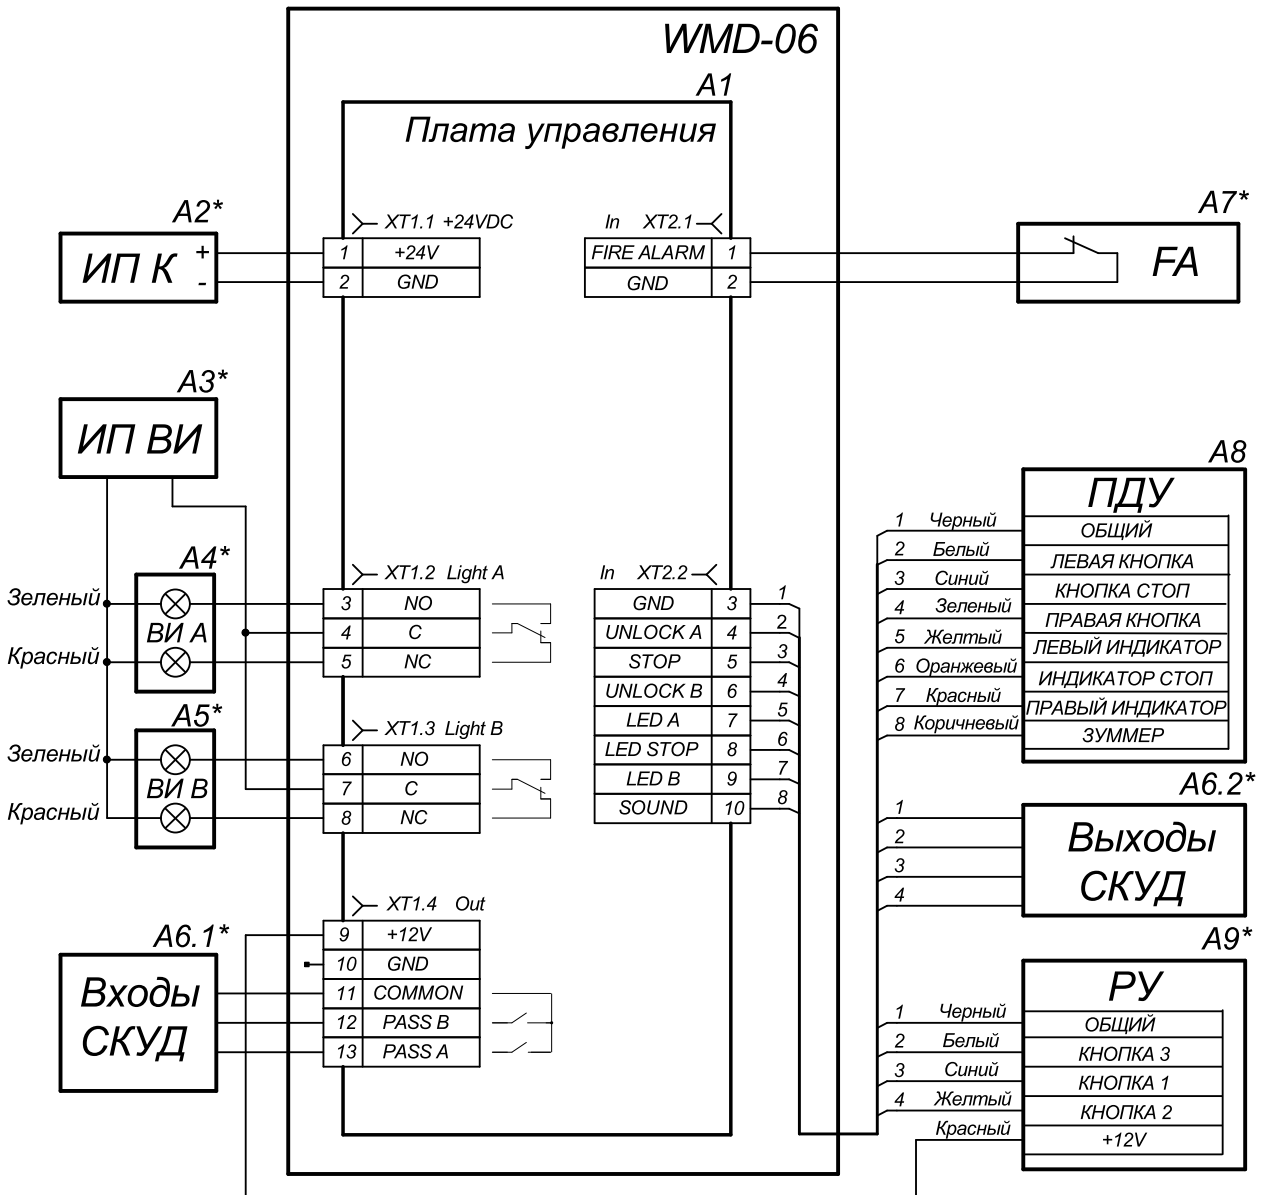 WMD-06
A1
Плата управления
A2*
ИП К
+
-
XT1.1 +24VDC
1 +24V
2 GND
In XT2.1
FIRE ALARM 1
GND 2
A7*
FA
A3*
ИП ВИ
A4*
Зеленый
ВИ A
Красный
XT1.2 Light A
3 NO
4 C
5 NC
A5*
Зеленый
ВИ B
Красный
XT1.3 Light B
6 NO
7 C
8 NC
In XT2.2
GND 3 1
UNLOCK A 4 2
STOP 5 3
UNLOCK B 6 4
LED A 7 5
LED STOP 8 6
LED B 9 7
SOUND 10 8
A8
ПДУ
1 Черный ОБЩИЙ
2 Белый ЛЕВАЯ КНОПКА
3 Синий КНОПКА СТОП
4 Зеленый ПРАВАЯ КНОПКА
5 Желтый ЛЕВЫЙ ИНДИКАТОР
6 Оранжевый ИНДИКАТОР СТОП
7 Красный ПРАВЫЙ ИНДИКАТОР
8 Коричневый ЗУММЕР
A6.2*
1
2
3
4
Выходы
СКУД
A6.1*
Входы
СКУД
XT1.4 Out
9 +12V
10 GND
11 COMMON
12 PASS B
13 PASS A
A9*
РУ
1 Черный ОБЩИЙ
2 Белый КНОПКА 3
3 Синий КНОПКА 1
4 Желтый КНОПКА 2
Красный +12V